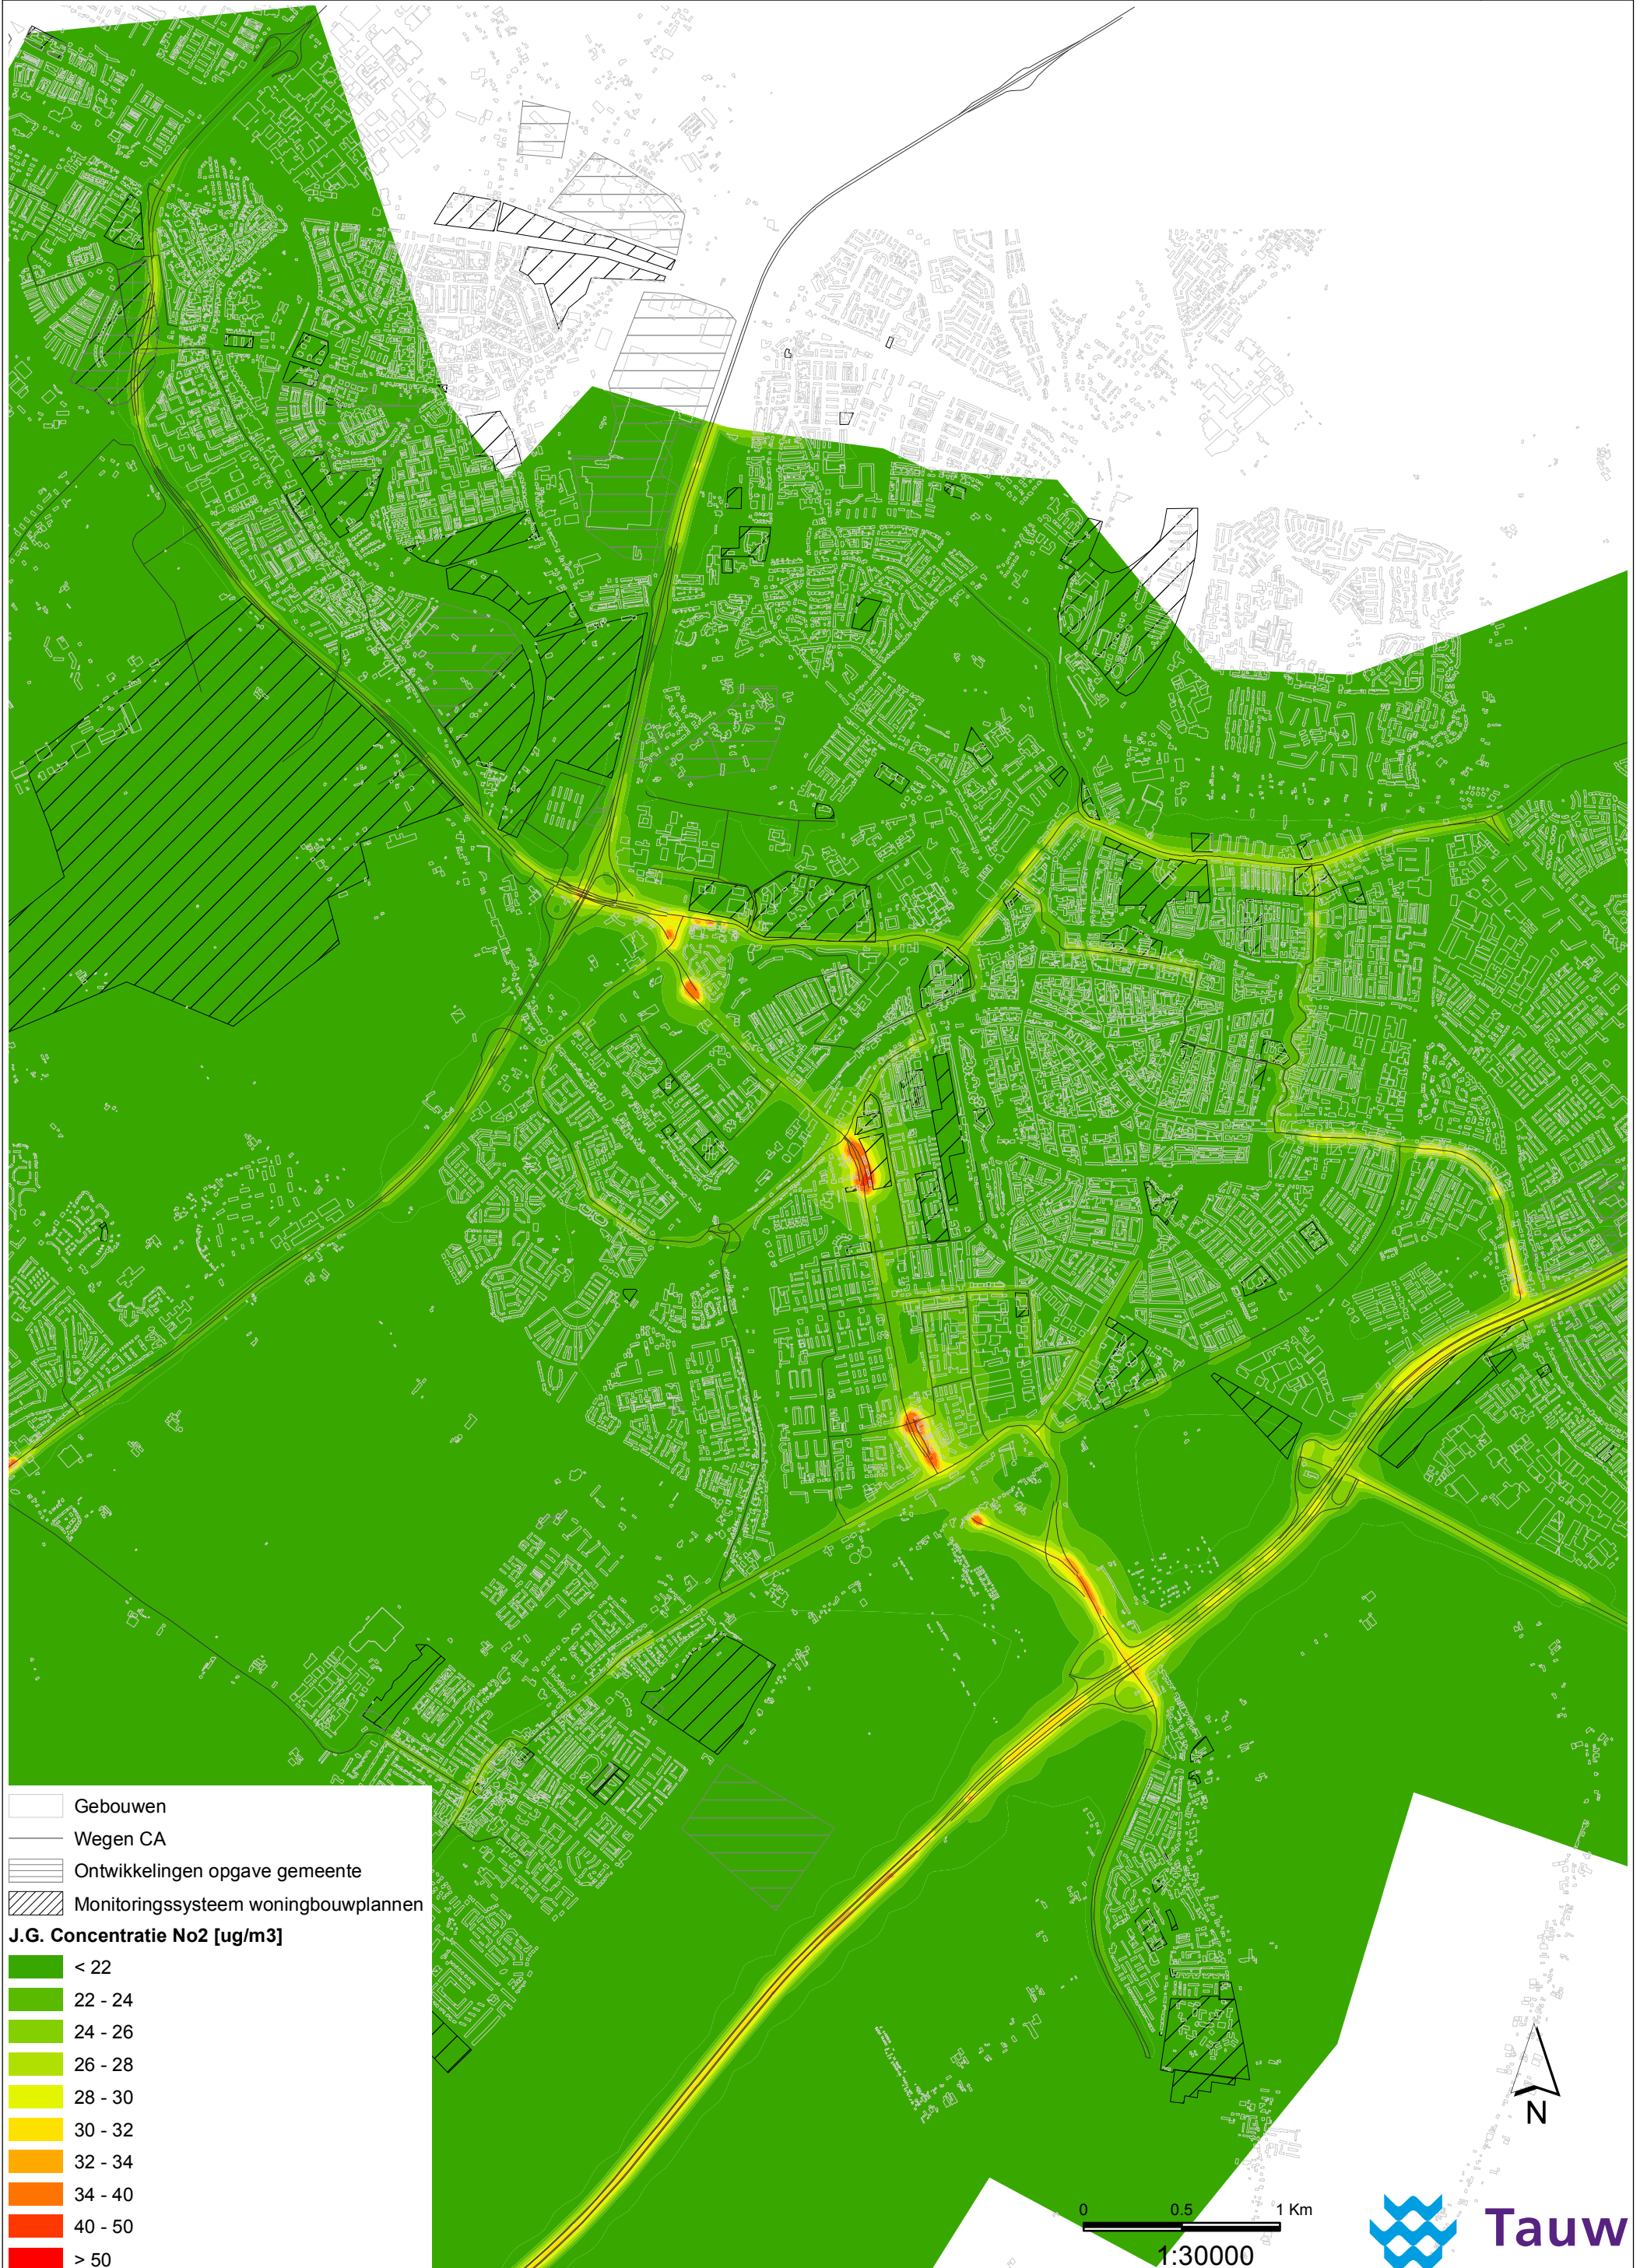 Gebouwen
Wegen CA
Ontwikkelingen opgave gemeente
Monitoringssysteem woningbouwplannen
J.G. Concentratie No2 [ug/m3]
< 22
22 - 24
24 - 26
26 - 28
28 - 30
30 - 32
32 - 34
34 - 40
40 - 50
> 50
N
0 0.5 1 Km
1:30000
Tauw